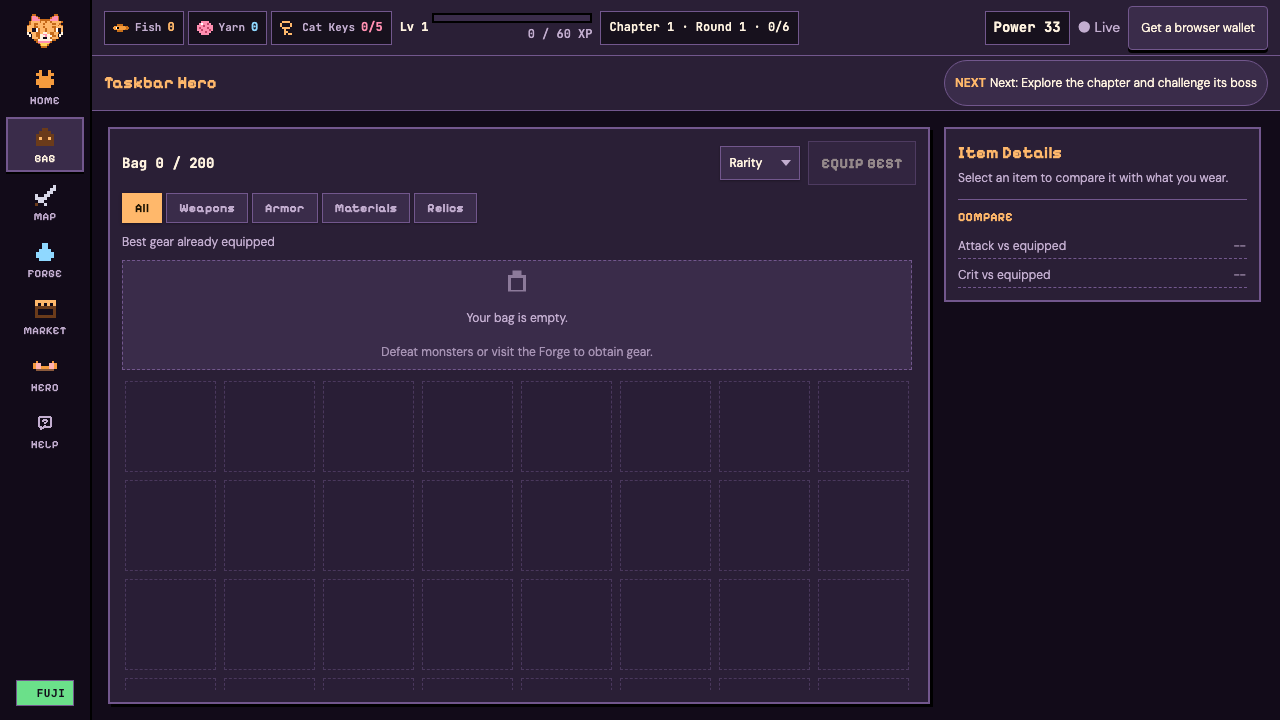 Fish 0
Yarn 0
Cat Keys 0/5
Lv 1
0 / 60 XP
Chapter 1 · Round 1 · 0/6
Power 33
Live
Get a browser wallet
HOME
BAG
MAP
FORGE
MARKET
HERO
HELP
FUJI
Taskbar Hero
NEXT Next: Explore the chapter and challenge its boss
Bag 0 / 200
Rarity
EQUIP BEST
All
Weapons
Armor
Materials
Relics
Best gear already equipped
Your bag is empty.
Defeat monsters or visit the Forge to obtain gear.
Item Details
Select an item to compare it with what you wear.
COMPARE
Attack vs equipped —
Crit vs equipped —